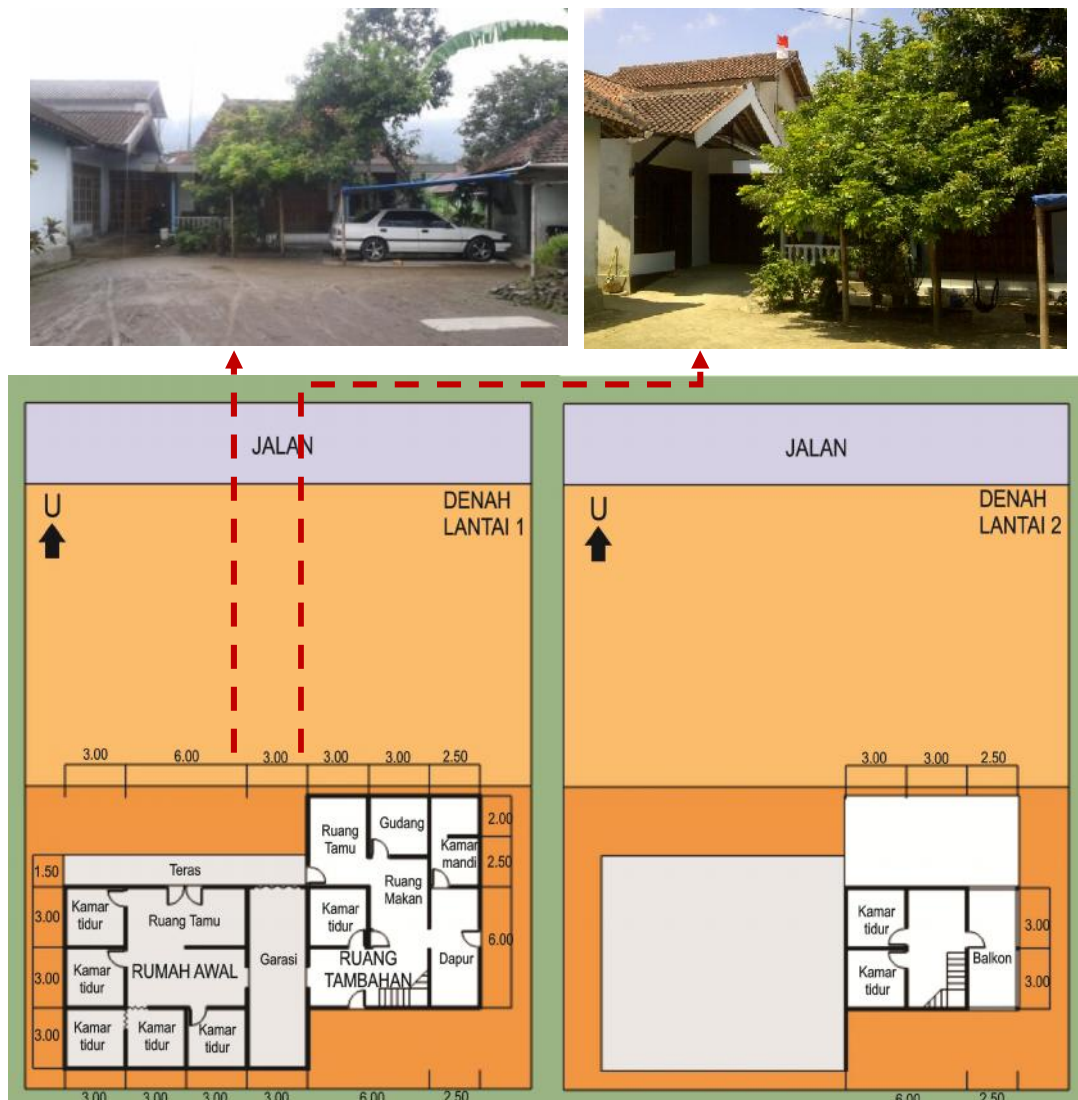 JALAN
U
DENAH
LANTAI 1
3.00
6.00
3.00
3.00
3.00
2.50
Ruang
Tamu
Gudang
2.00
Kamar
mandi
2.50
1.50
Teras
Ruang
Makan
3.00
Kamar
tidur
Ruang Tamu
Kamar
tidur
6.00
Garasi
3.00
Kamar
tidur
RUMAH AWAL
RUANG
TAMBAHAN
Dapur
3.00
Kamar
tidur
Kamar
tidur
Kamar
tidur
3.00
3.00
3.00
3.00
6.00
2.50
JALAN
U
DENAH
LANTAI 2
3.00
3.00
2.50
Kamar
tidur
3.00
Kamar
tidur
Balkon
3.00
6.00
2.50